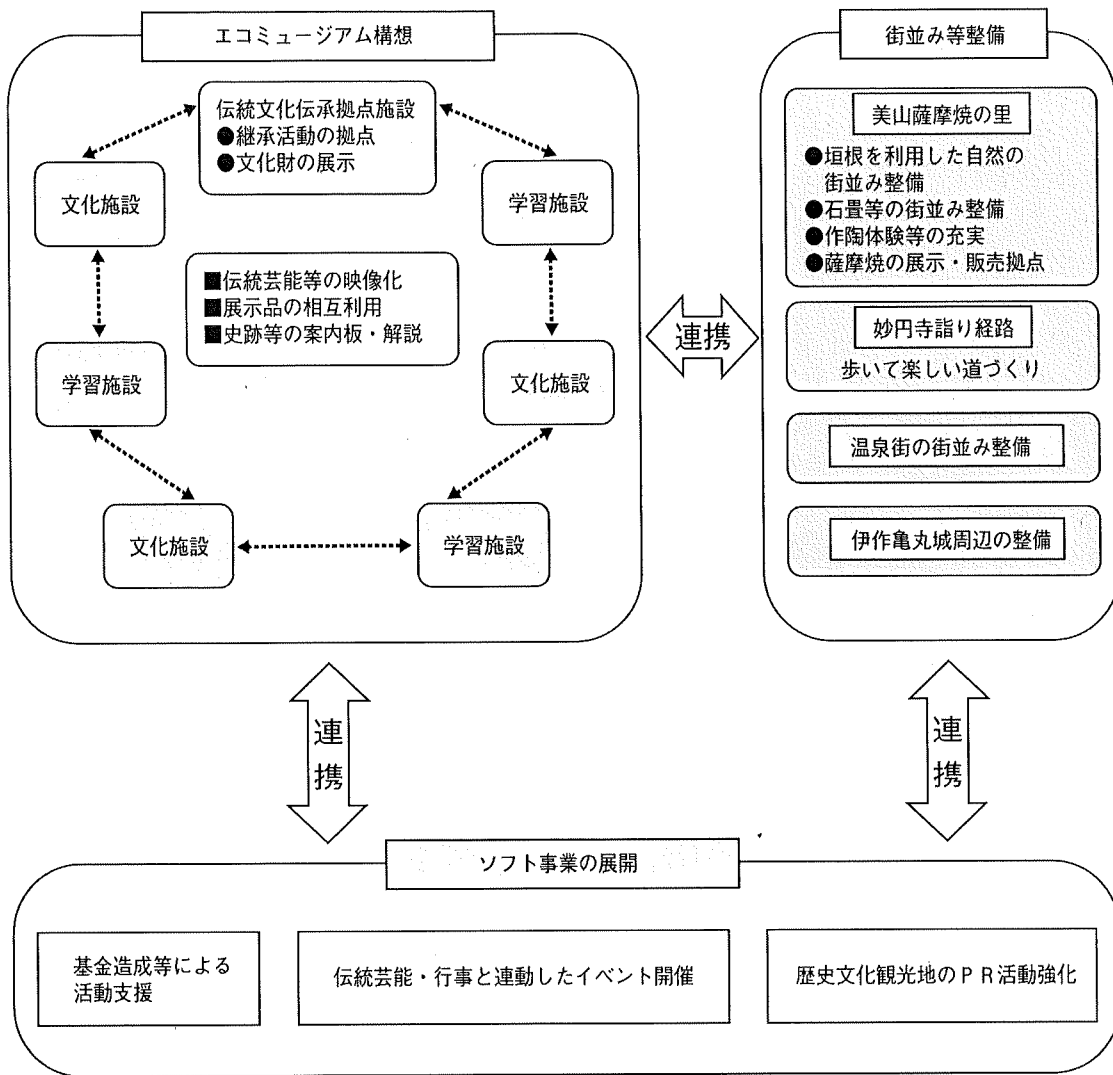 エコミュージアム構想
伝統文化伝承拠点施設
●継承活動の拠点
●文化財の展示
文化施設
学習施設
■伝統芸能等の映像化
■展示品の相互利用
■史跡等の案内板・解説
学習施設
文化施設
文化施設
学習施設
連携
街並み等整備
美山薩摩焼の里
●垣根を利用した自然の
街並み整備
●石畳等の街並み整備
●作陶体験等の充実
●薩摩焼の展示・販売拠点
妙円寺詣り経路
歩いて楽しい道づくり
温泉街の街並み整備
伊作亀丸城周辺の整備
連携
連携
ソフト事業の展開
基金造成等による
活動支援
伝統芸能・行事と連動したイベント開催
歴史文化観光地のPR活動強化